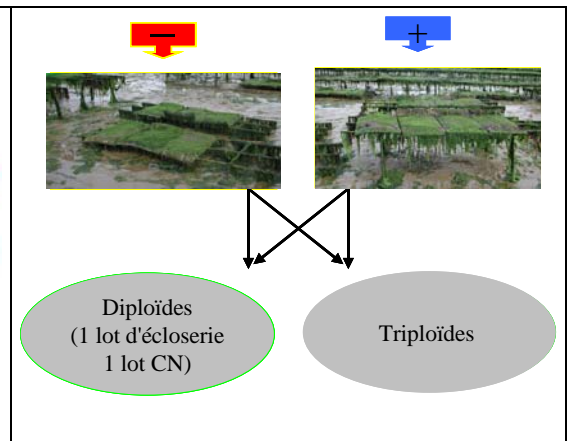 –
+
Diploïdes
(1 lot d'écloserie
1 lot CN)
Triploïdes